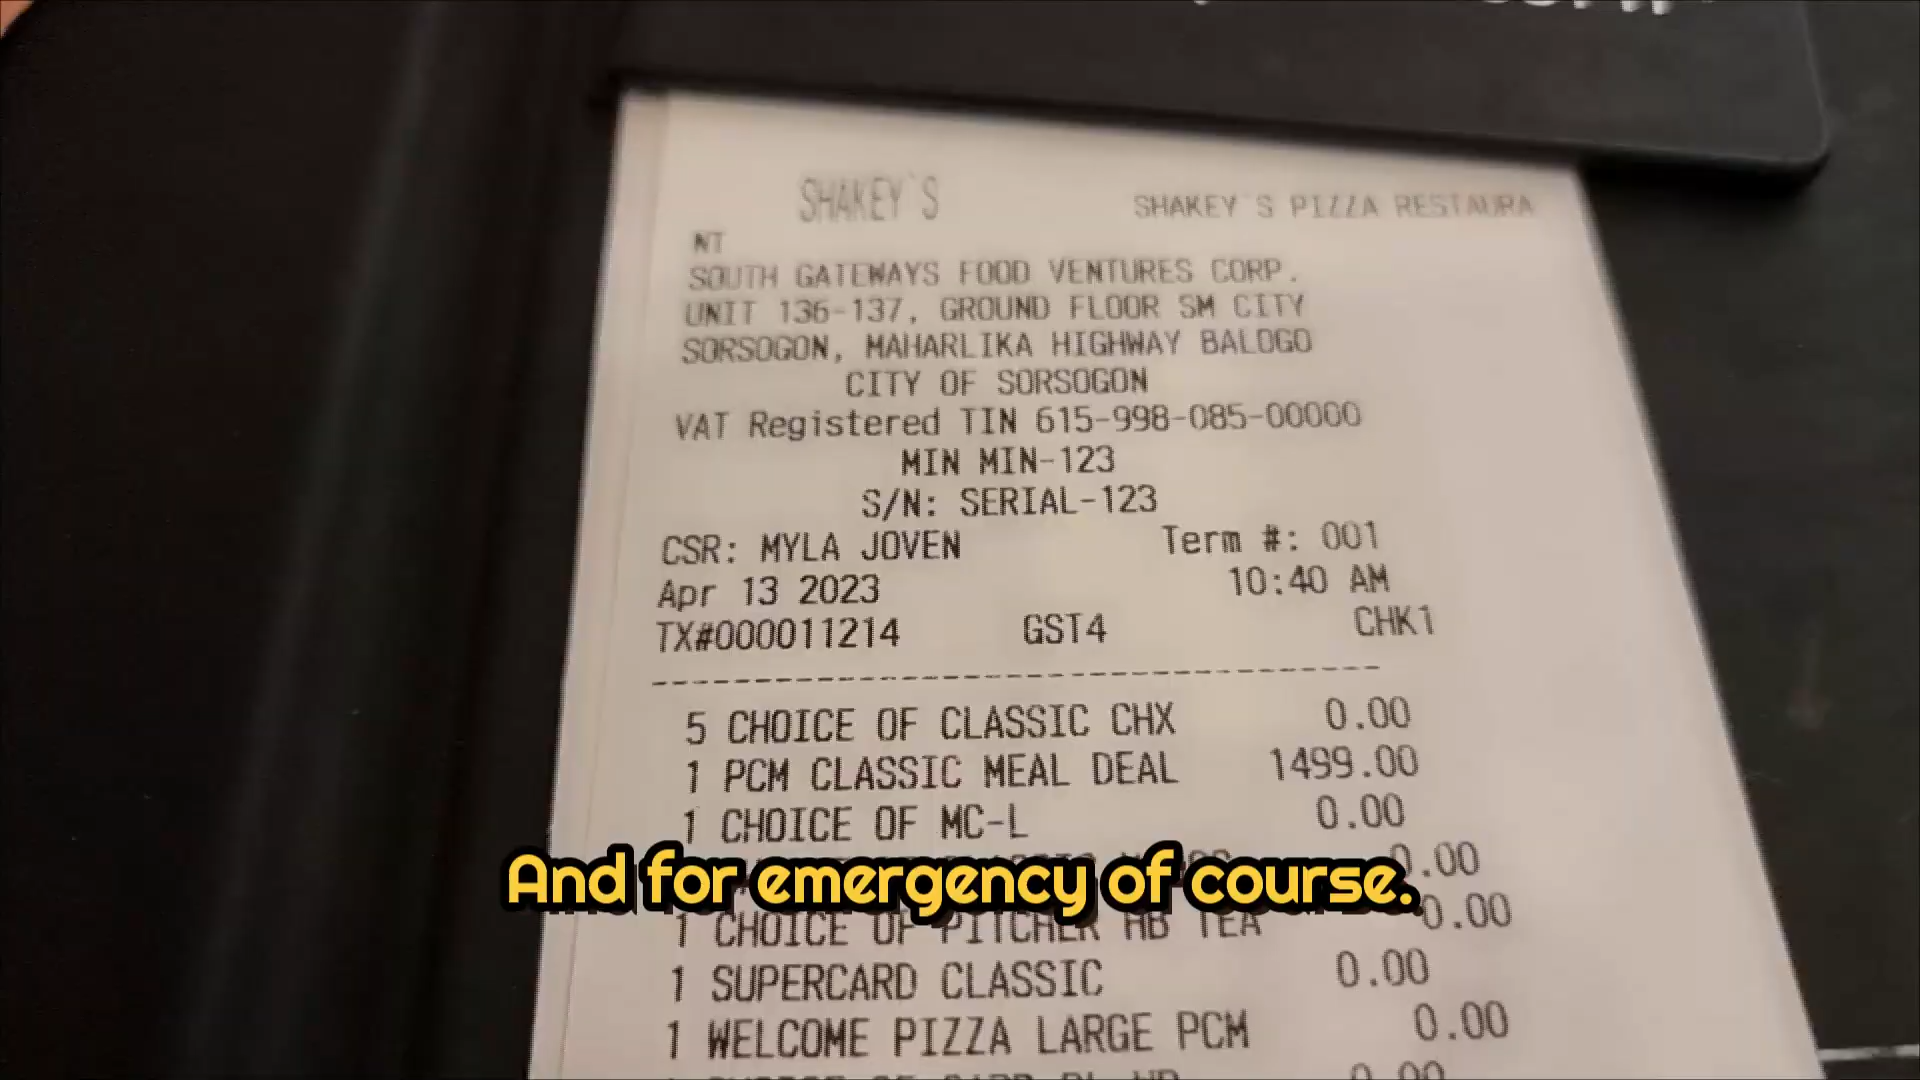 SHAKEY`S SHAKEY`S PIZZA RESTAURA
NT
SOUTH GATEWAYS FOOD VENTURES CORP.
UNIT 136-137, GROUND FLOOR SM CITY
SORSOGON, MAHARLIKA HIGHWAY BALOGO
CITY OF SORSOGON
VAT Registered TIN 615-998-085-00000
MIN MIN-123
S/N: SERIAL-123
CSR: MYLA JOVEN Term #: 001
Apr 13 2023 10:40 AM
TX#000011214 GST4 CHK1
5 CHOICE OF CLASSIC CHX 0.00
1 PCM CLASSIC MEAL DEAL 1499.00
1 CHOICE OF MC-L 0.00
0.00
And for emergency of course.
1 CHOICE OF PITCHER HB TEA 0.00
1 SUPERCARD CLASSIC 0.00
1 WELCOME PIZZA LARGE PCM 0.00